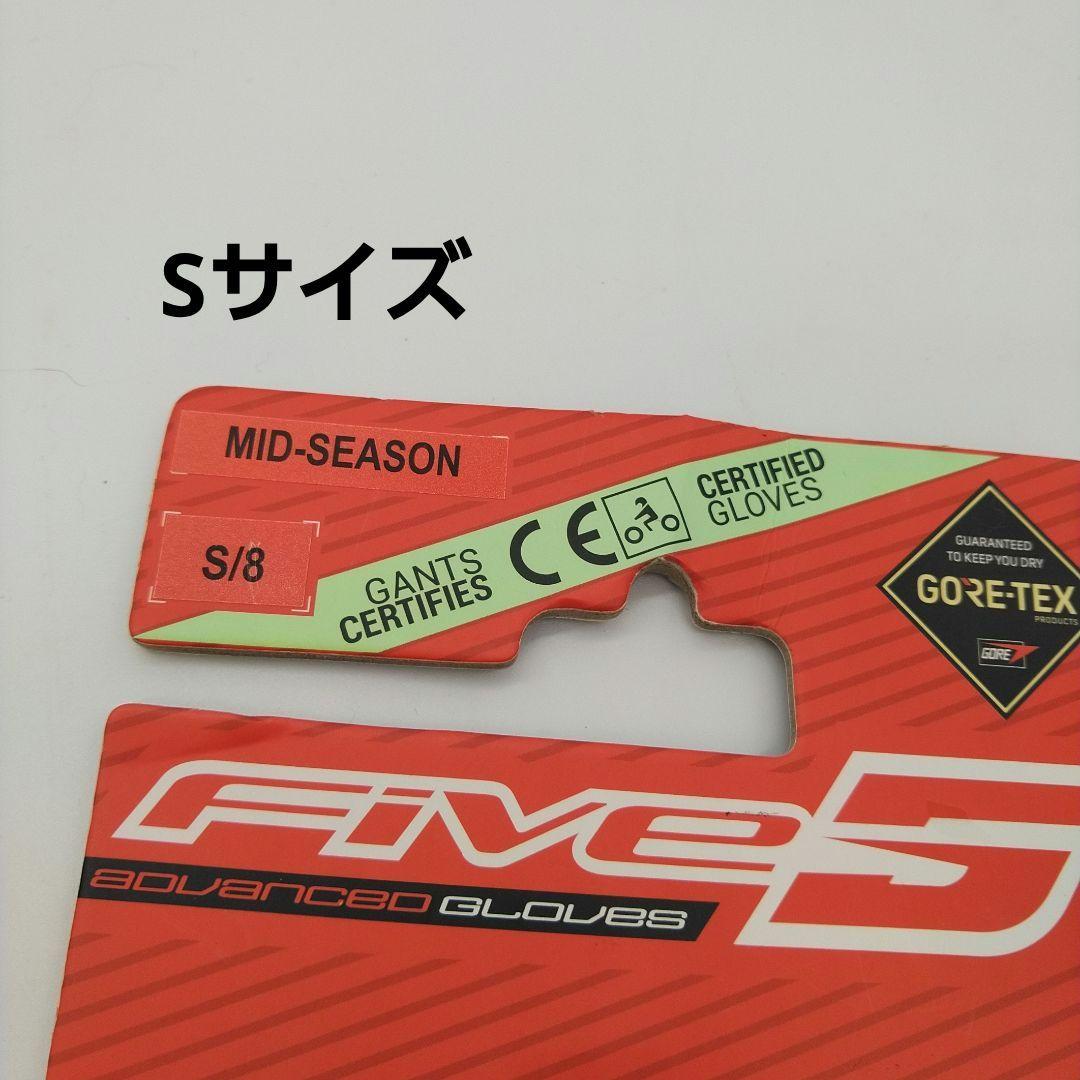 Sサイズ
MID-SEASON
S/8
GANTS
CERTIFIES
CE
CERTIFIED
GLOVES
GUARANTEED
TO KEEP YOU DRY
GORE-TEX
PRODUCTS
GORE
Five5
ADVANCED GLOVES